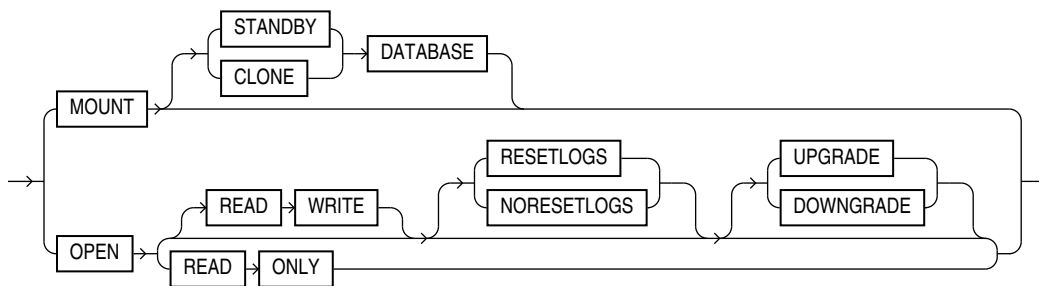 STANDBY
CLONE DATABASE
MOUNT
RESETLOGS UPGRADE
READ WRITE NORESETLOGS DOWNGRADE
OPEN
READ ONLY